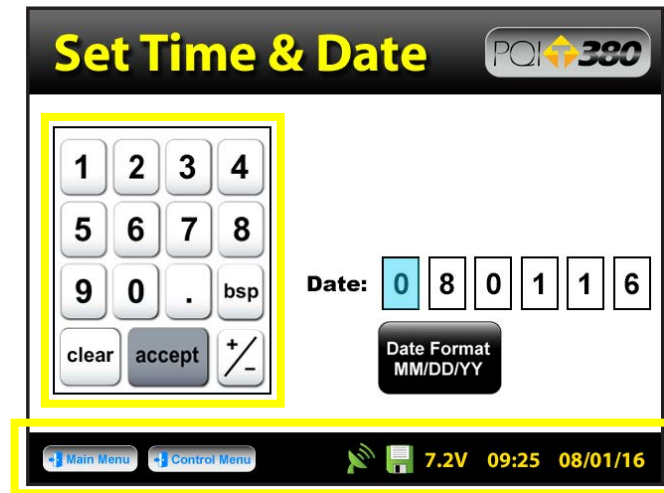 Set Time & Date
PQI T 380
1 2 3 4
5 6 7 8
9 0 . bsp
clear accept +/-
Date: 0 8 0 1 1 6
Date Format
MM/DD/YY
Main Menu Control Menu 7.2V 09:25 08/01/16